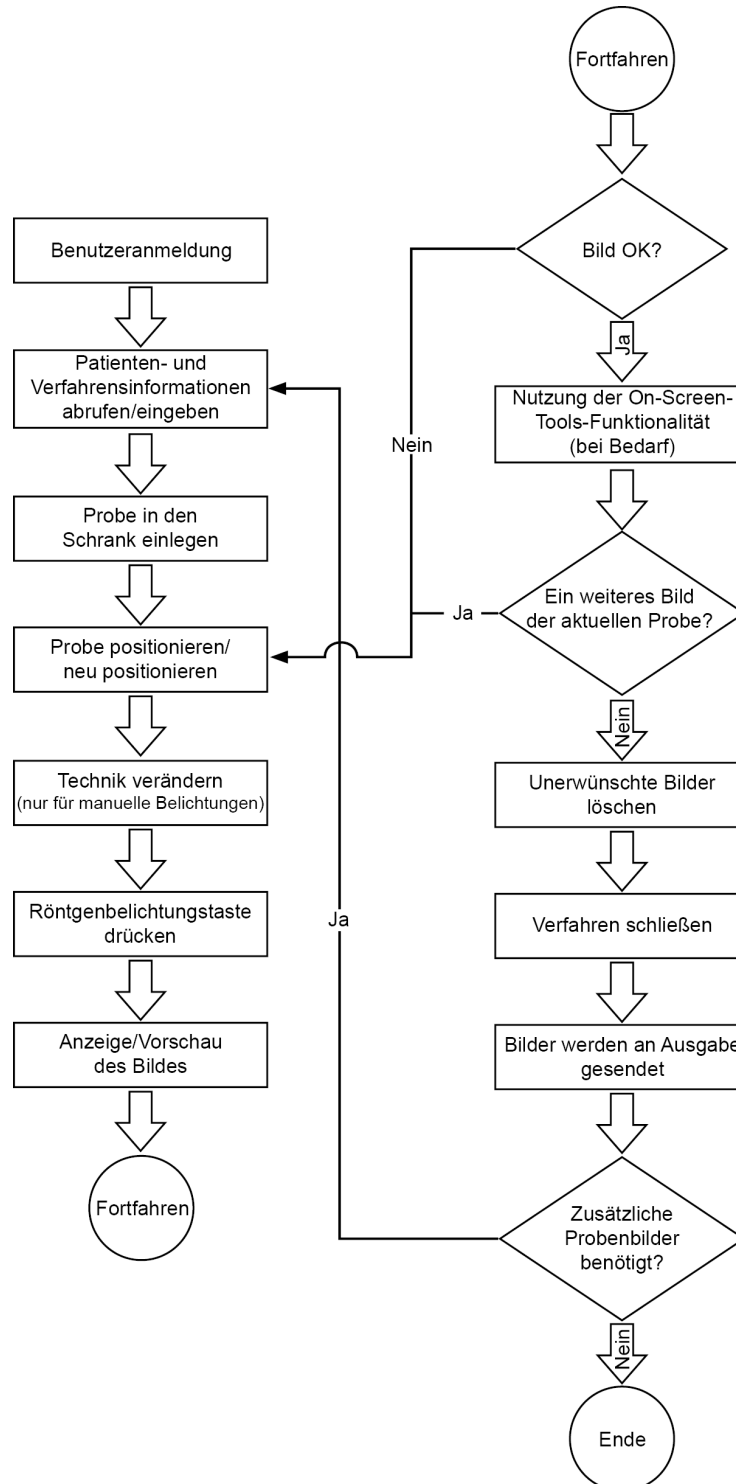 Benutzeranmeldung
Patienten- und
Verfahrensinformationen
abrufen/eingeben
Probe in den
Schrank einlegen
Probe positionieren/
neu positionieren
Technik verändern
(nur für manuelle Belichtungen)
Röntgenbelichtungstaste
drücken
Anzeige/Vorschau
des Bildes
Fortfahren
Fortfahren
Bild OK?
Nein
Ja
Nutzung der On-Screen-
Tools-Funktionalität
(bei Bedarf)
Ein weiteres Bild
der aktuellen Probe?
Ja
Nein
Unerwünschte Bilder
löschen
Verfahren schließen
Bilder werden an Ausgabe
gesendet
Zusätzliche
Probenbilder
benötigt?
Ja
Nein
Ende